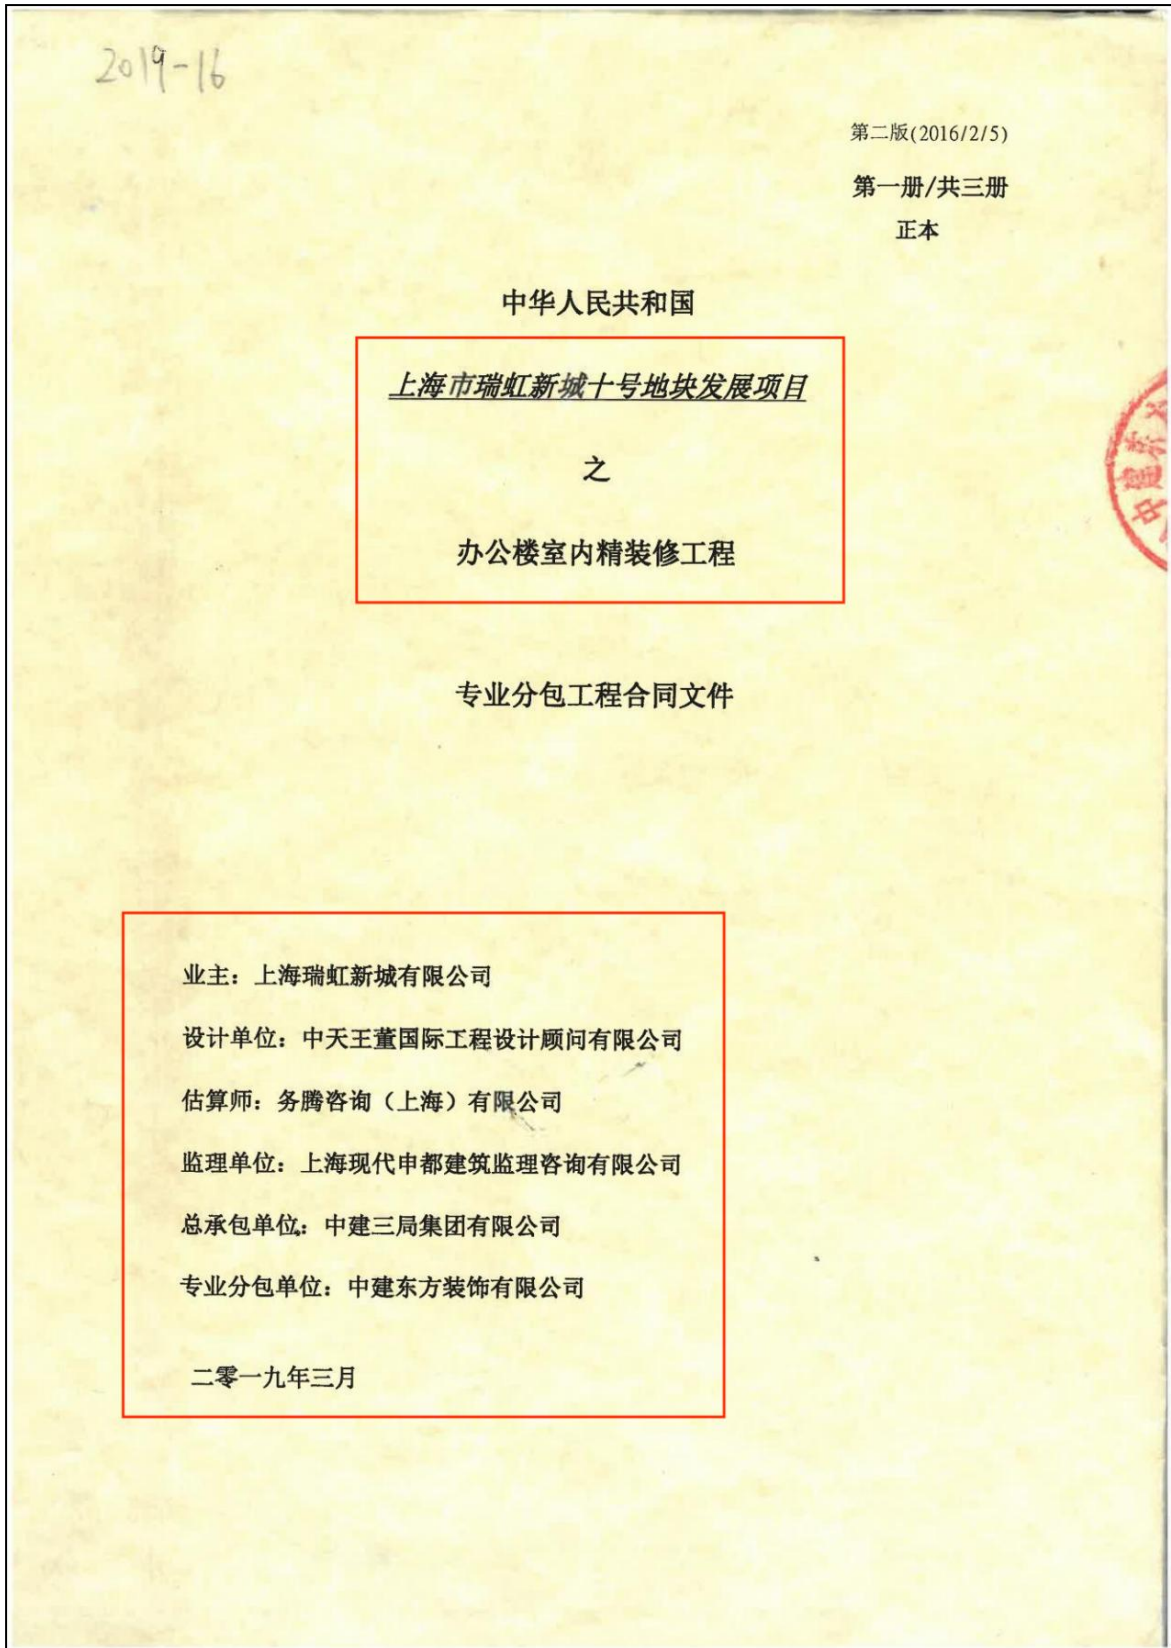 2019-16
第二版(2016/2/5)
第一册/共三册
正本
中华人民共和国
上海市瑞虹新城十号地块发展项目
之
办公楼室内精装修工程
专业分包工程合同文件
业主：上海瑞虹新城有限公司
设计单位：中天王董国际工程设计顾问有限公司
估算师：务腾咨询（上海）有限公司
监理单位：上海现代申都建筑监理咨询有限公司
总承包单位：中建三局集团有限公司
专业分包单位：中建东方装饰有限公司
二零一九年三月
中建东